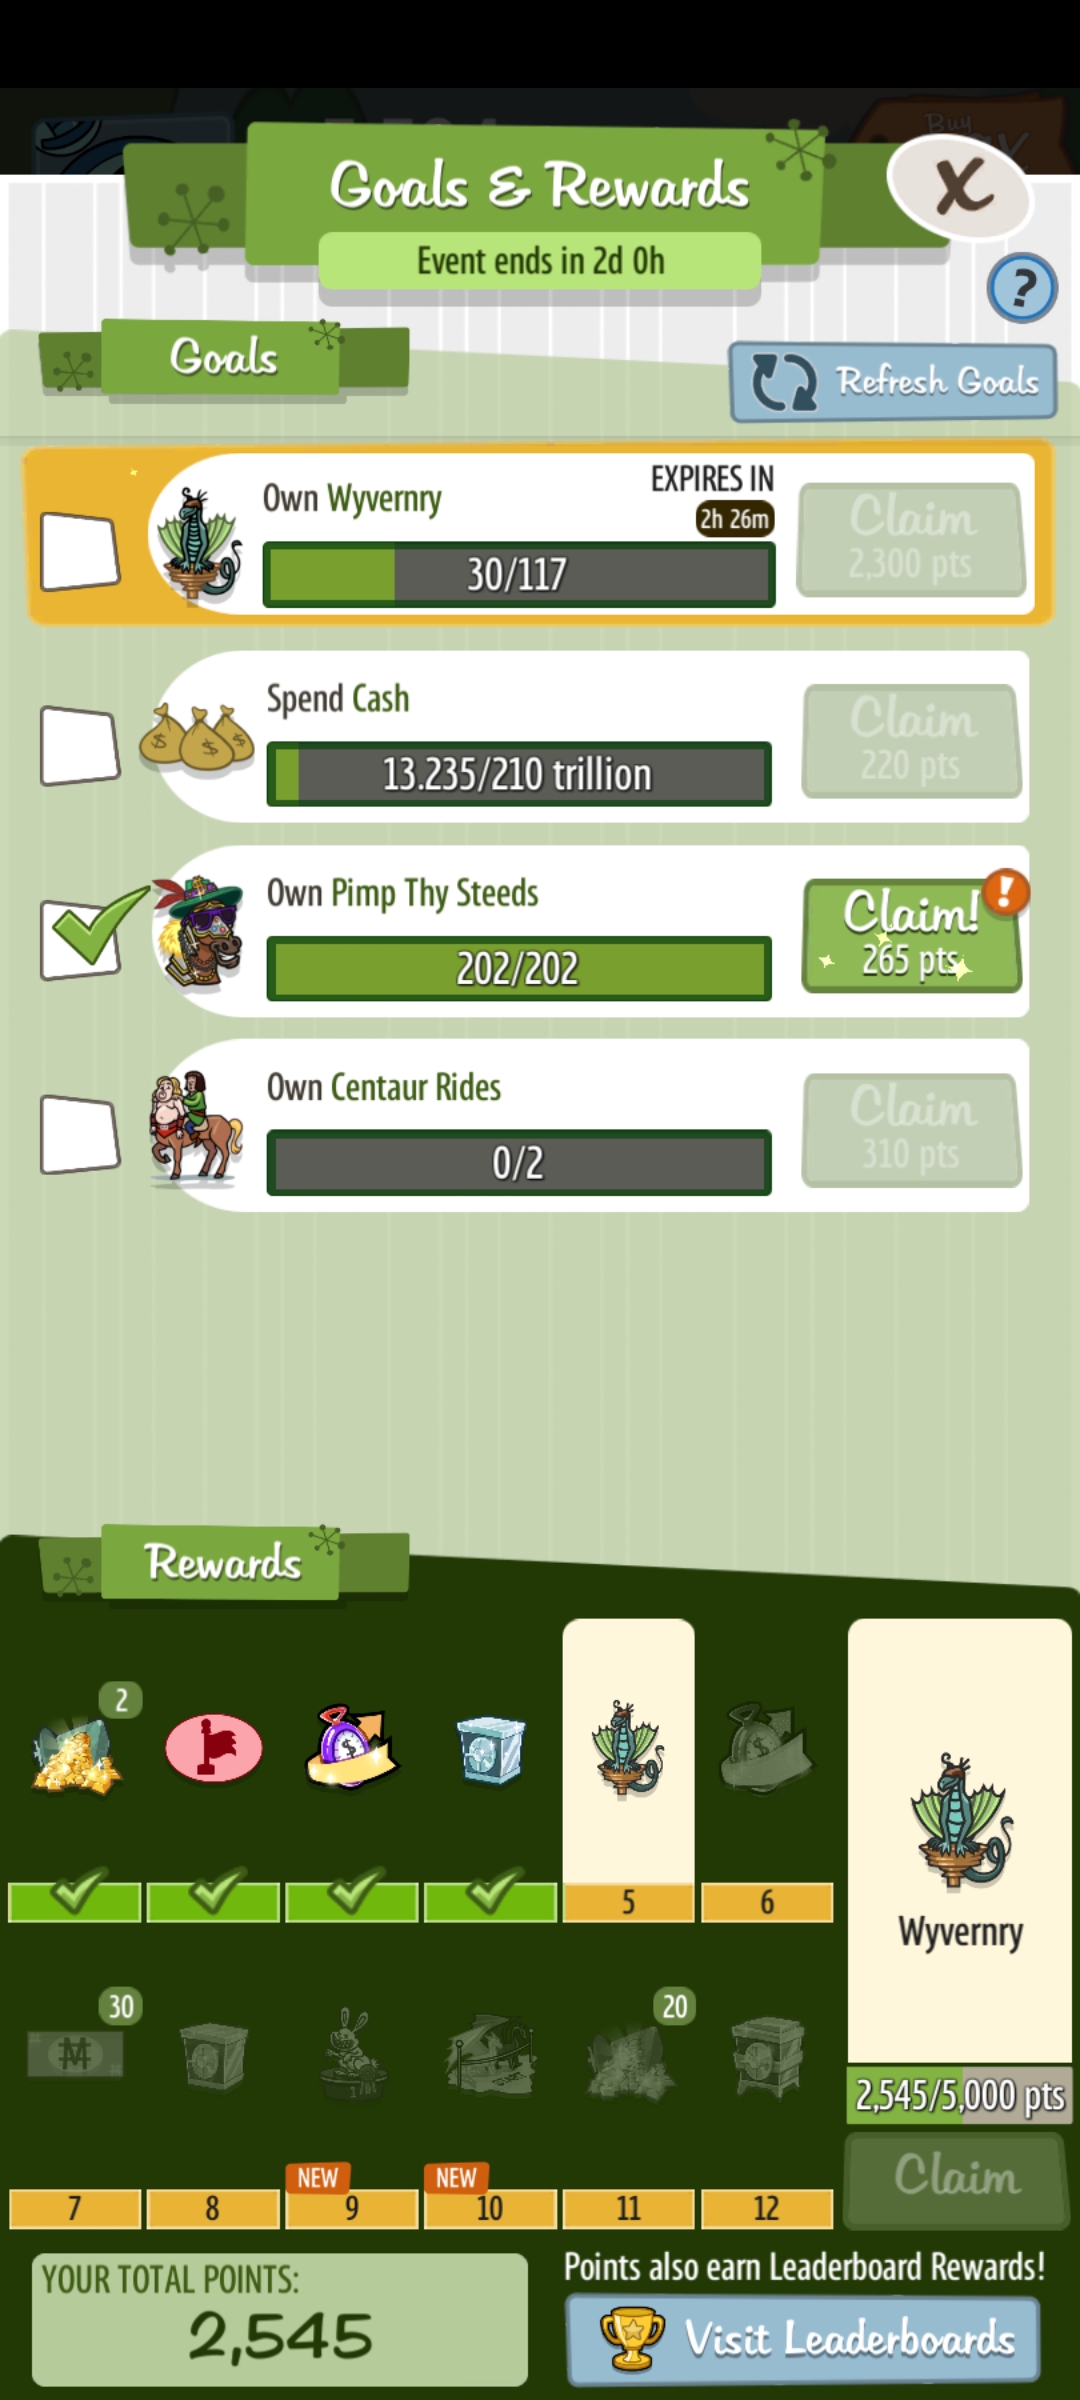 Buy
Goals & Rewards
X
Event ends in 2d 0h
?
Goals
Refresh Goals
Own Wyvernry
EXPIRES IN
2h 26m
30/117
Claim
2,300 pts
Spend Cash
13.235/210 trillion
Claim
220 pts
Own Pimp Thy Steeds
202/202
Claim!
265 pts
!
Own Centaur Rides
0/2
Claim
310 pts
Rewards
2
5
6
Wyvernry
30
20
2,545/5,000 pts
Claim
NEW
NEW
7
8
9
10
11
12
YOUR TOTAL POINTS:
2,545
Points also earn Leaderboard Rewards!
Visit Leaderboards